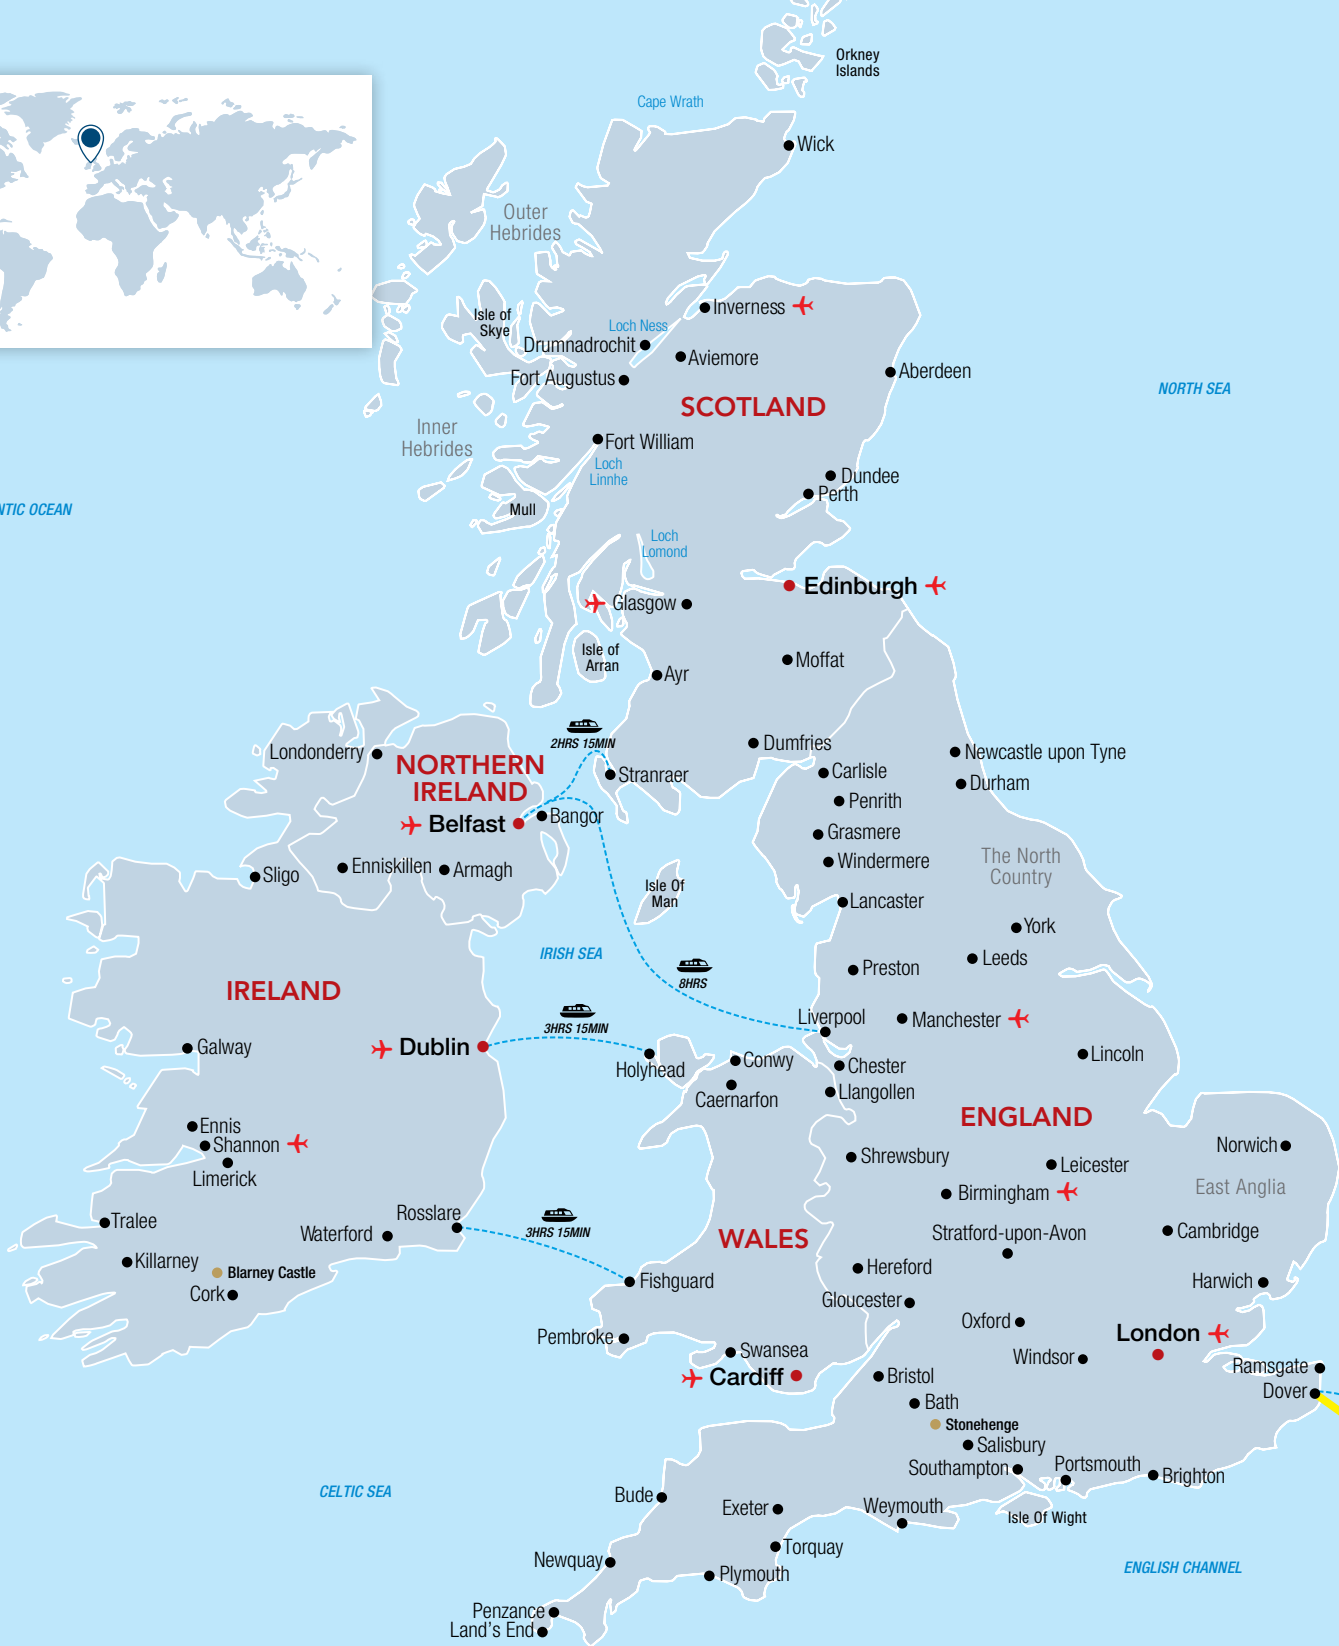 Orkney
Islands
Cape Wrath
Wick
Outer
Hebrides
Inverness
Isle of
Skye
Loch Ness
Drumnadrochit
Aviemore
Fort Augustus
Aberdeen
NORTH SEA
SCOTLAND
Inner
Hebrides
Fort William
Loch
Linnhe
Dundee
Perth
NTIC OCEAN
Mull
Loch
Lomond
Edinburgh
Glasgow
Isle of
Arran
Moffat
Ayr
2HRS 15MIN
Dumfries
Londonderry
NORTHERN
IRELAND
Stranraer
Newcastle upon Tyne
Carlisle
Durham
Penrith
Belfast
Bangor
Grasmere
Windermere
The North
Country
Enniskillen
Armagh
Sligo
Isle Of
Man
Lancaster
York
IRISH SEA
Leeds
Preston
8HRS
IRELAND
Liverpool
Manchester
3HRS 15MIN
Galway
Dublin
Holyhead
Conwy
Chester
Lincoln
Caernarfon
Llangollen
ENGLAND
Ennis
Shannon
Limerick
Norwich
Shrewsbury
Leicester
East Anglia
Birmingham
Tralee
Rosslare
Waterford
3HRS 15MIN
WALES
Stratford-upon-Avon
Cambridge
Killarney
Blarney Castle
Cork
Fishguard
Hereford
Harwich
Gloucester
Oxford
London
Pembroke
Swansea
Windsor
Ramsgate
Cardiff
Bristol
Dover
Bath
Stonehenge
Salisbury
Southampton
Portsmouth
Brighton
CELTIC SEA
Bude
Exeter
Weymouth
Isle Of Wight
Torquay
Newquay
Plymouth
ENGLISH CHANNEL
Penzance
Land's End